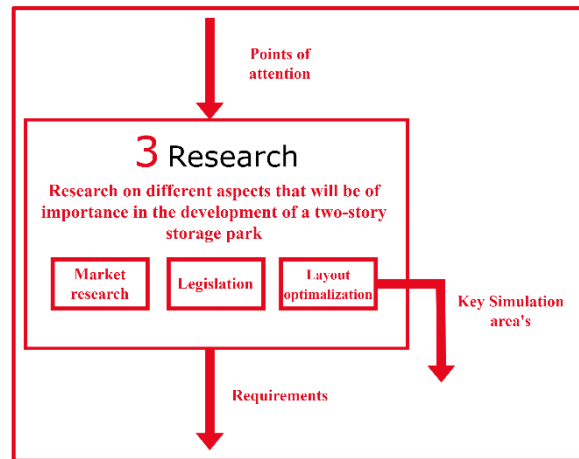 Points of
attention
3 Research
Research on different aspects that will be of
importance in the development of a two-story
storage park
Market
research
Legislation
Layout
optimalization
Key Simulation
area's
Requirements